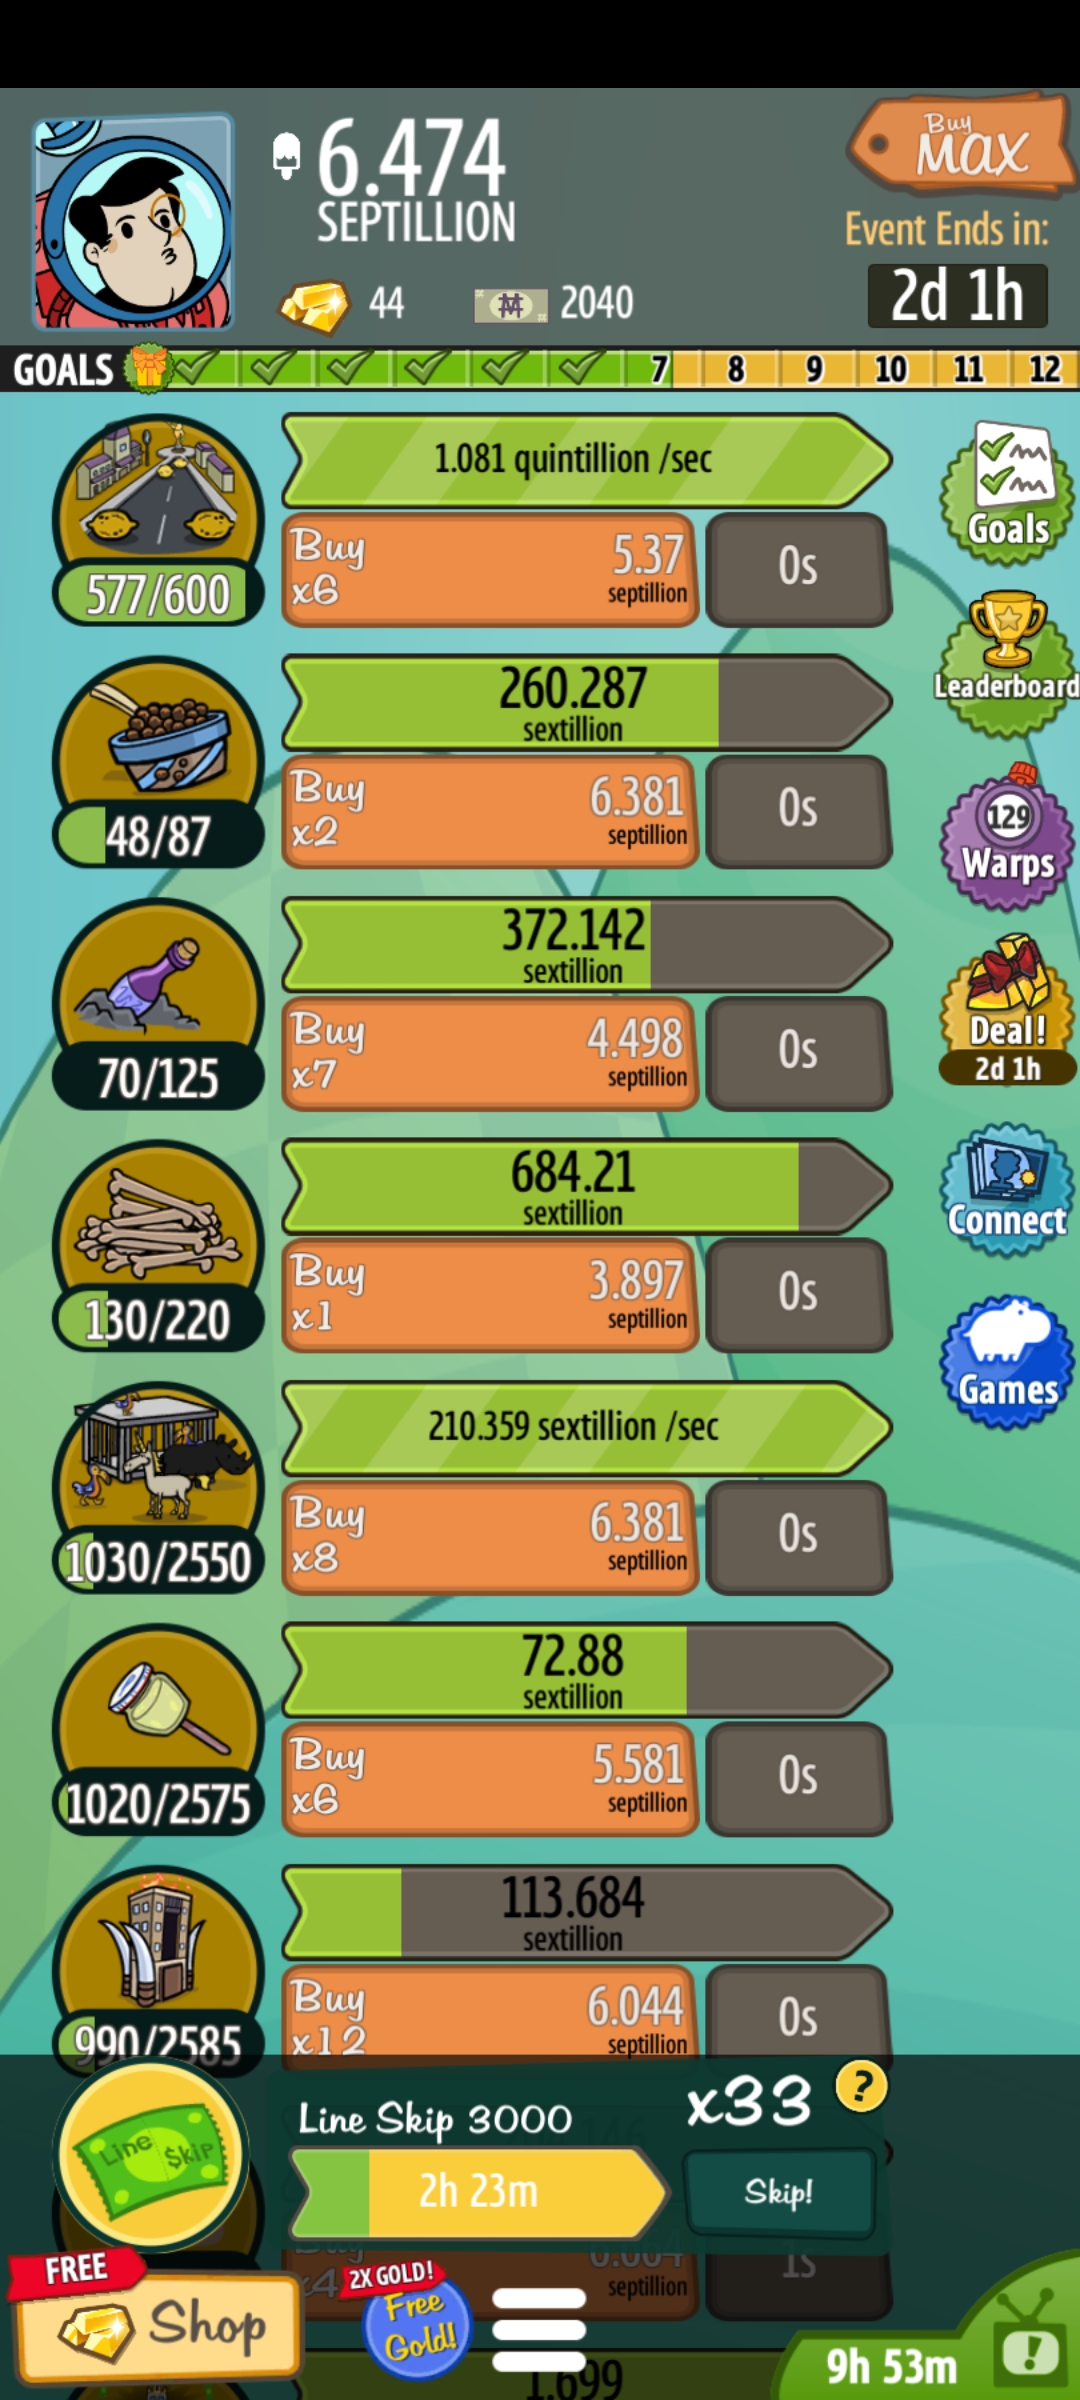 6.474
SEPTILLION
Buy
MAX
Event Ends in:
2d 1h
44
2040
GOALS
7 8 9 10 11 12
1.081 quintillion /sec
Buy
x6
5.37
septillion
0s
577/600
Goals
Leaderboard
260.287
sextillion
Buy
x2
6.381
septillion
0s
48/87
129
Warps
372.142
sextillion
Buy
x7
4.498
septillion
0s
70/125
Deal!
2d 1h
684.21
sextillion
Buy
x1
3.897
septillion
0s
130/220
Connect
Games
210.359 sextillion /sec
Buy
x8
6.381
septillion
0s
1030/2550
72.88
sextillion
Buy
x6
5.581
septillion
0s
1020/2575
113.684
sextillion
Buy
x12
6.044
septillion
0s
990/2585
Line Skip
Line Skip 3000
x33
?
2h 23m
Skip!
Buy
x4
septillion
1s
FREE
Shop
2X GOLD!
Free
Gold!
1.699
9h 53m
!